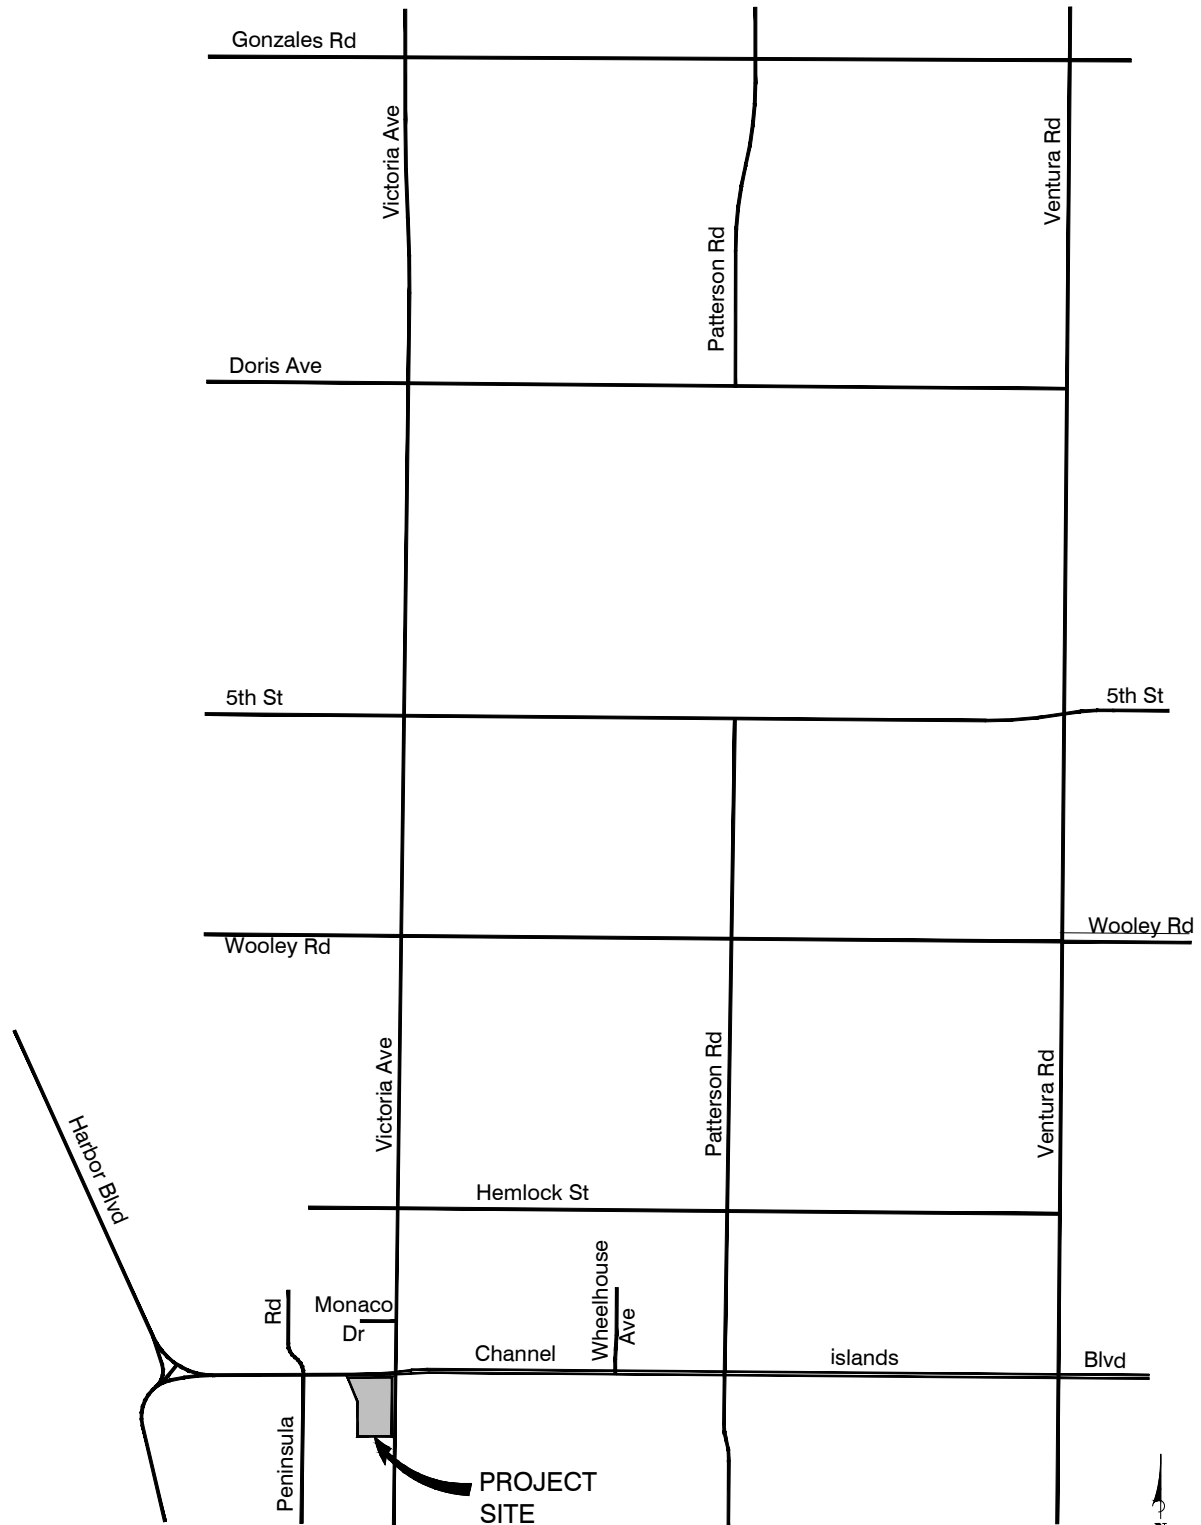 Gonzales Rd
Victoria Ave
Ventura Rd
Patterson Rd
Doris Ave
5th St
5th St
Wooley Rd
Wooley Rd
Victoria Ave
Patterson Rd
Ventura Rd
Harbor Blvd
Hemlock St
Wheelhouse
Ave
Rd
Monaco
Dr
Channel
islands
Blvd
Peninsula
PROJECT
SITE